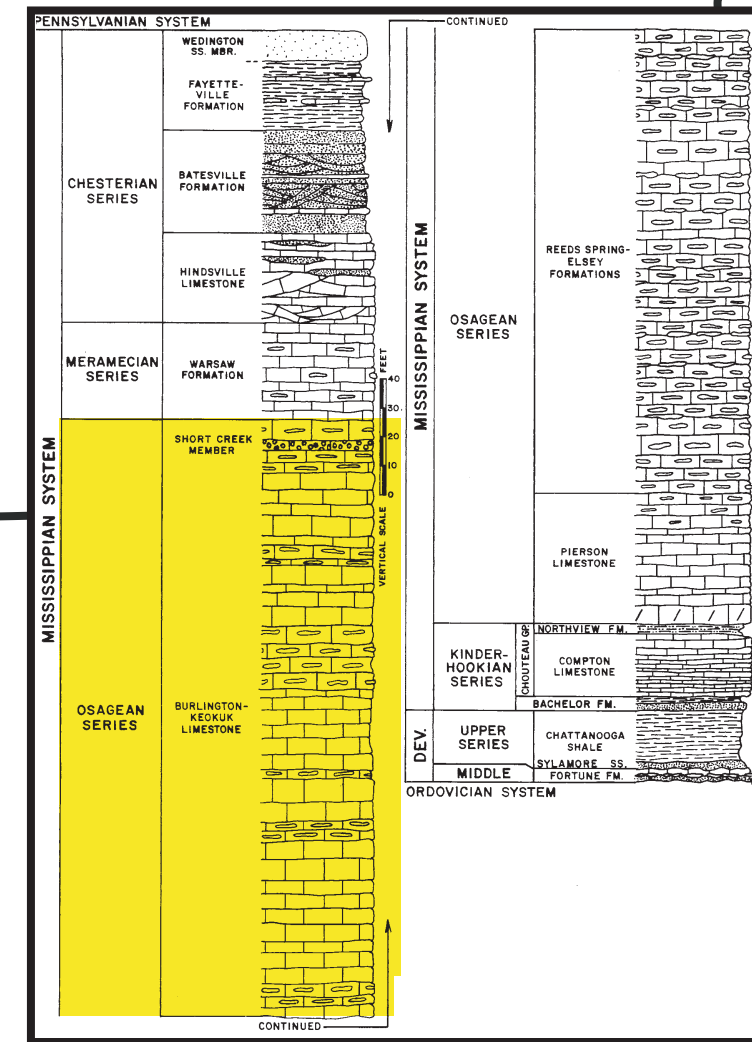 PENNSYLVANIAN SYSTEM
CONTINUED
WEDINGTON
SS. MBR.
FAYETTE-
VILLE
FORMATION
BATESVILLE
FORMATION
CHESTERIAN
SERIES
HINDSVILLE
LIMESTONE
MERAMECIAN
SERIES
WARSAW
FORMATION
SHORT CREEK
MEMBER
MISSISSIPPIAN SYSTEM
OSAGEAN
SERIES
BURLINGTON-
KEOKUK
LIMESTONE
FEET
40
30
20
10
0
VERTICAL SCALE
CONTINUED
MISSISSIPPIAN SYSTEM
OSAGEAN
SERIES
REEDS SPRING-
ELSEY
FORMATIONS
PIERSON
LIMESTONE
KINDER-
HOOKIAN
SERIES
CHOUTEAU GP.
NORTHVIEW FM.
COMPTON
LIMESTONE
BACHELOR FM.
DEV.
UPPER
SERIES
CHATTANOOGA
SHALE
SYLAMORE SS.
MIDDLE
FORTUNE FM.
ORDOVICIAN SYSTEM